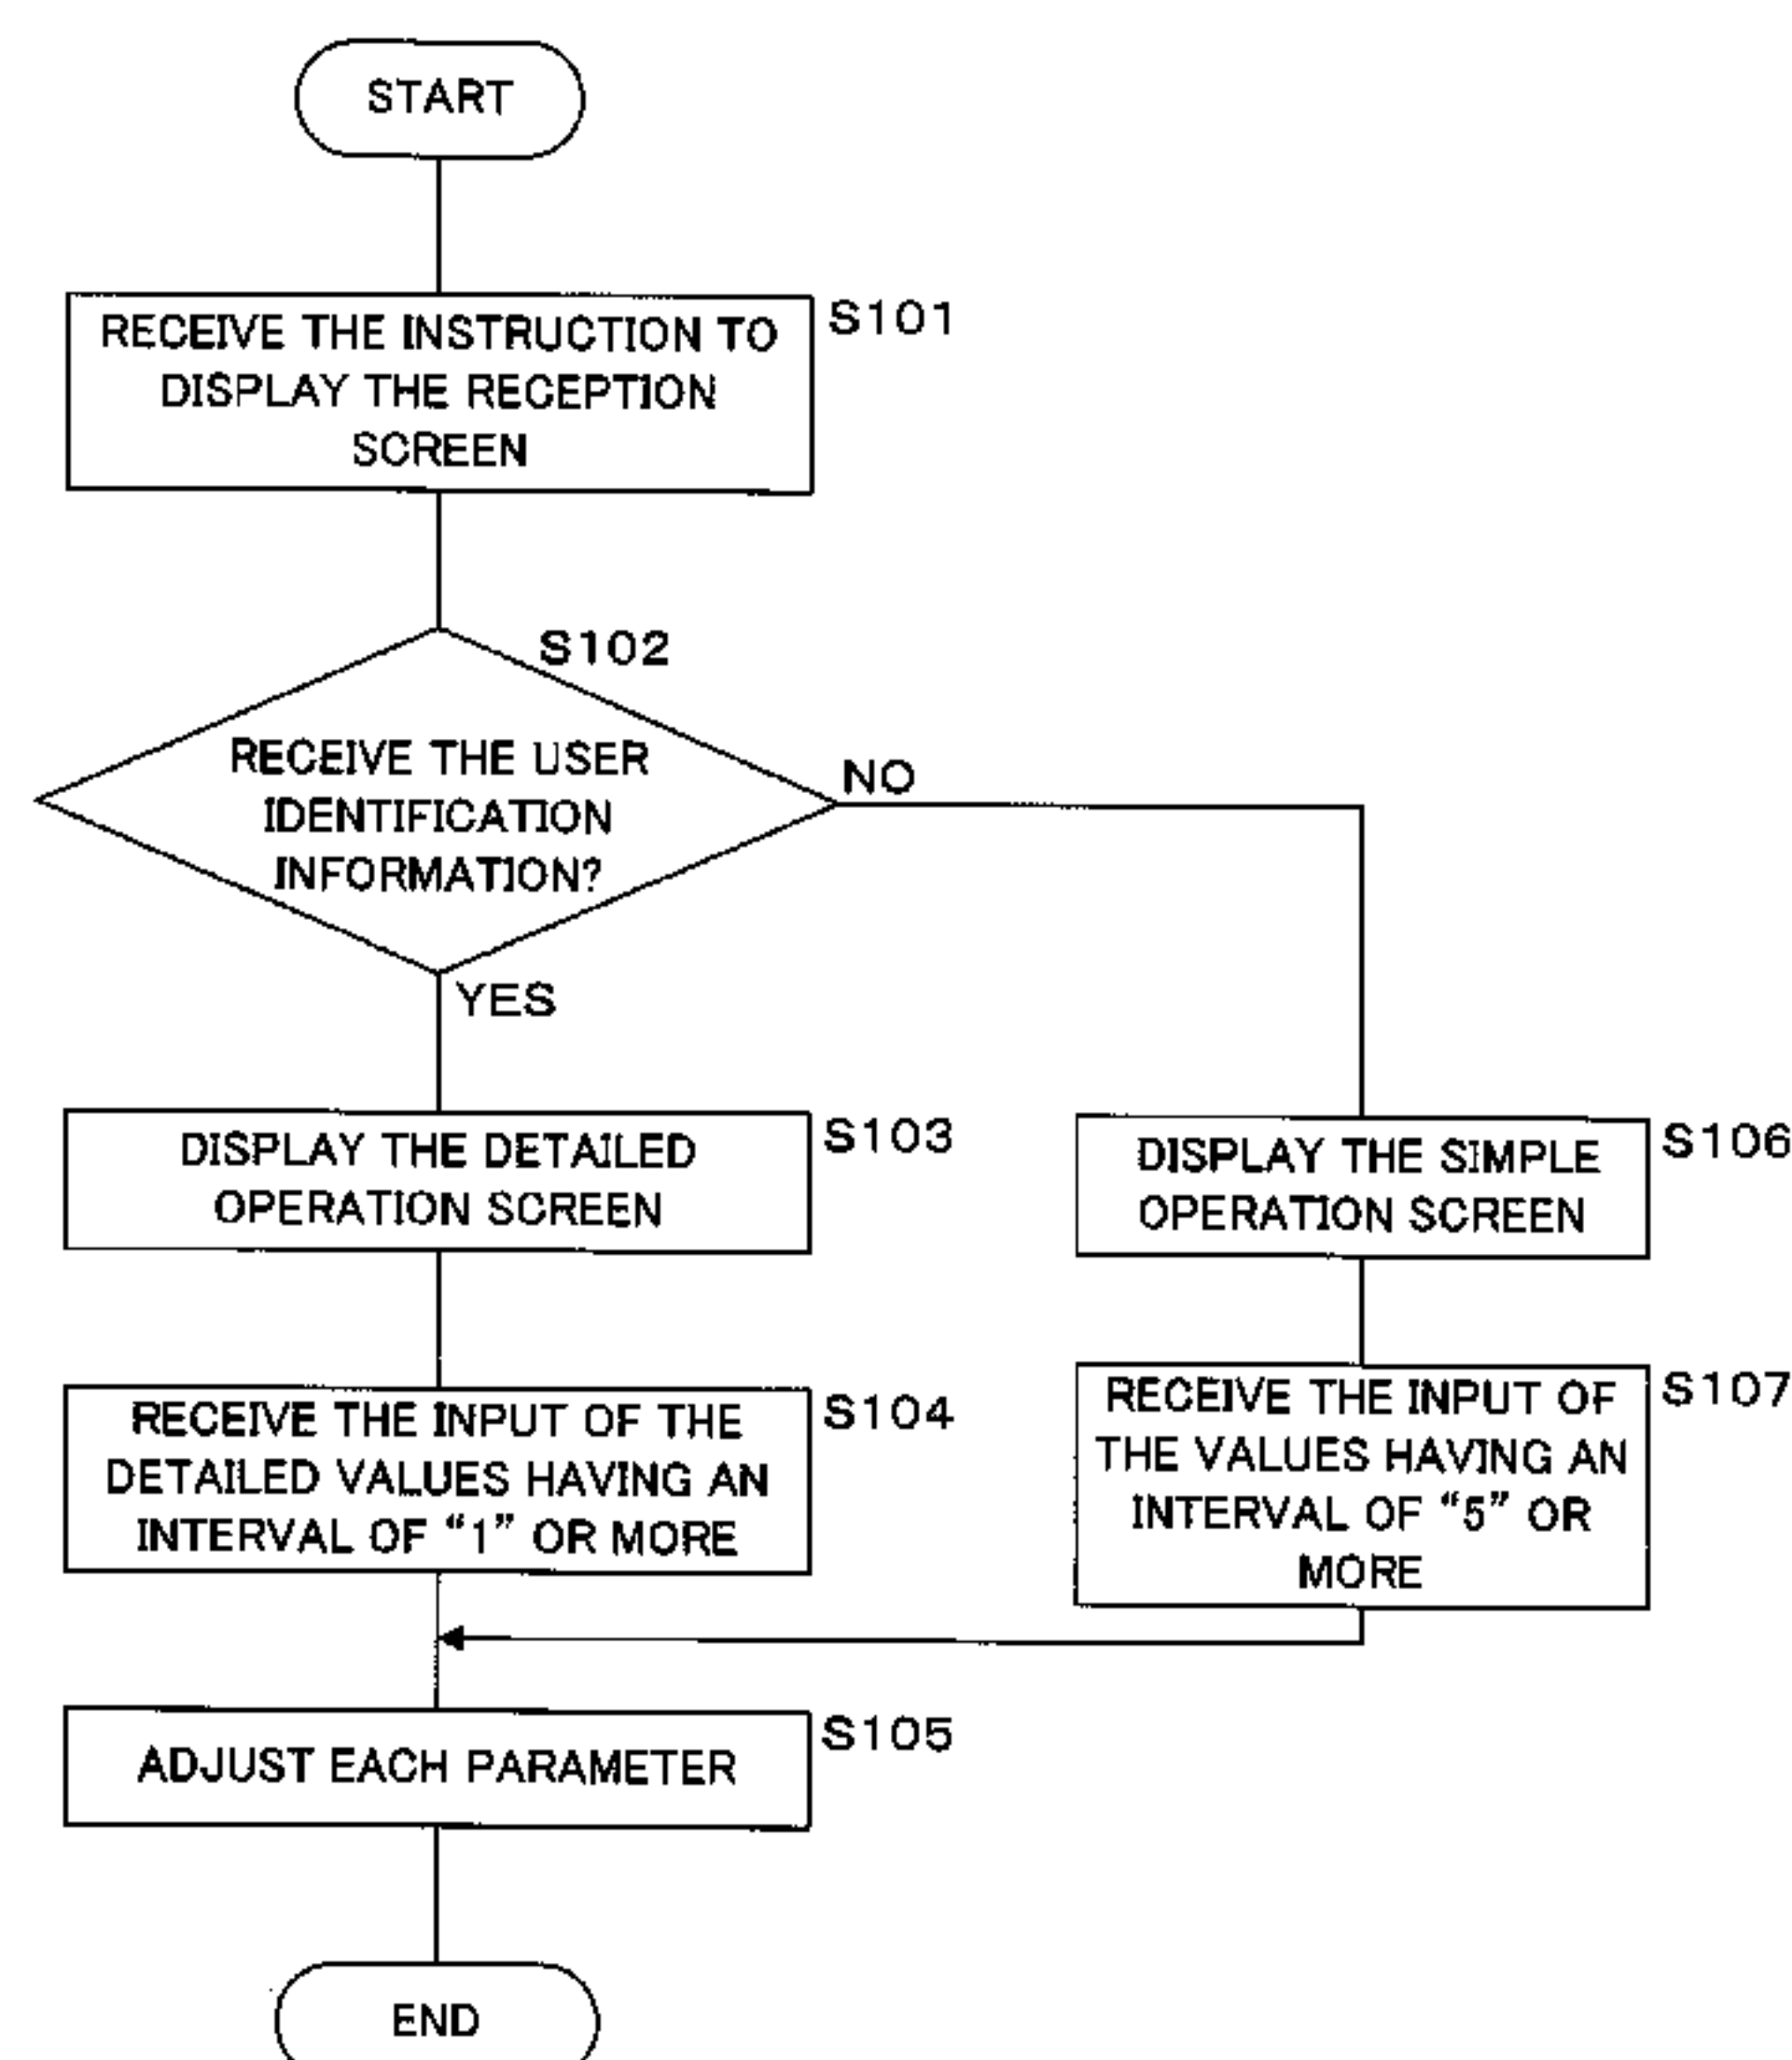 START
RECEIVE THE INSTRUCTION TO
DISPLAY THE RECEPTION
SCREEN
S101
S102
RECEIVE THE USER
IDENTIFICATION
INFORMATION?
NO
YES
DISPLAY THE DETAILED
OPERATION SCREEN
S103
DISPLAY THE SIMPLE
OPERATION SCREEN
S106
RECEIVE THE INPUT OF THE
DETAILED VALUES HAVING AN
INTERVAL OF “1” OR MORE
S104
RECEIVE THE INPUT OF
THE VALUES HAVING AN
INTERVAL OF “5” OR
MORE
S107
ADJUST EACH PARAMETER
S105
END